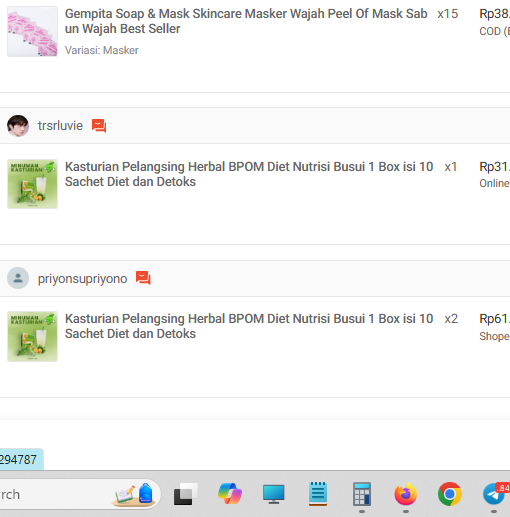 Gempita Soap & Mask Skincare Masker Wajah Peel Of Mask Sab x15 Rp38.
un Wajah Best Seller COD (
Variasi: Masker
trsrluvie
MINUMAN
KASTURIAN
Kasturian Pelangsing Herbal BPOM Diet Nutrisi Busui 1 Box isi 10 x1 Rp31.
Sachet Diet dan Detoks Online
priyonsupriyono
MINUMAN
KASTURIAN
Kasturian Pelangsing Herbal BPOM Diet Nutrisi Busui 1 Box isi 10 x2 Rp61.
Sachet Diet dan Detoks Shope
294787
rch
84